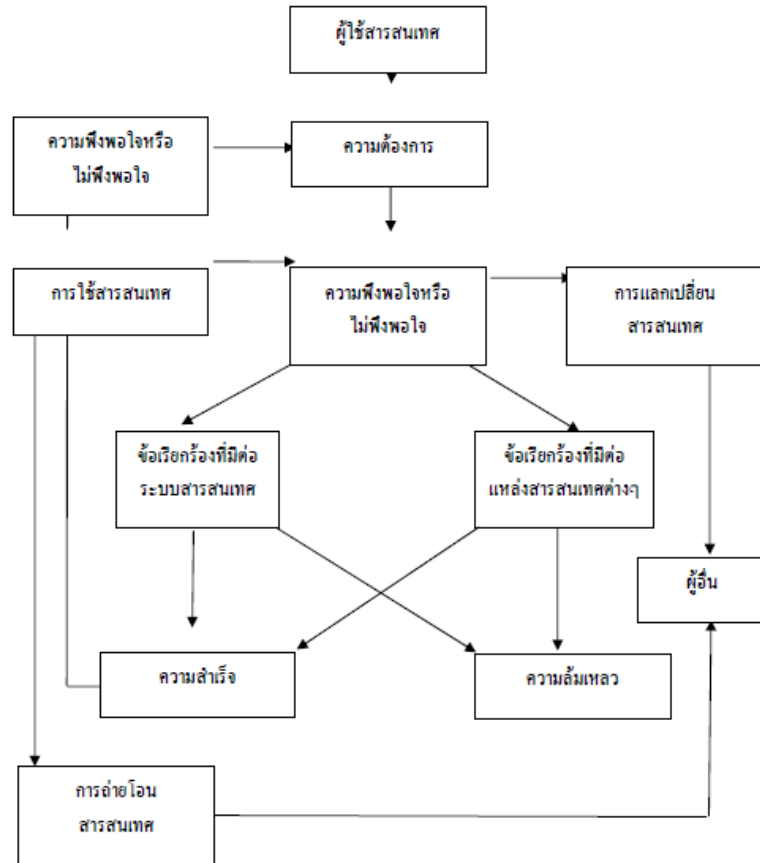 ผู้ใช้สารสนเทศ
ความพึงพอใจหรือ
ไม่พึงพอใจ
ความต้องการ
การใช้สารสนเทศ
ความพึงพอใจหรือ
ไม่พึงพอใจ
การแลกเปลี่ยน
สารสนเทศ
ข้อเรียกร้องที่มีต่อ
ระบบสารสนเทศ
ข้อเรียกร้องที่มีต่อ
แหล่งสารสนเทศต่างๆ
ผู้อื่น
ความสำเร็จ
ความล้มเหลว
การถ่ายโอน
สารสนเทศ